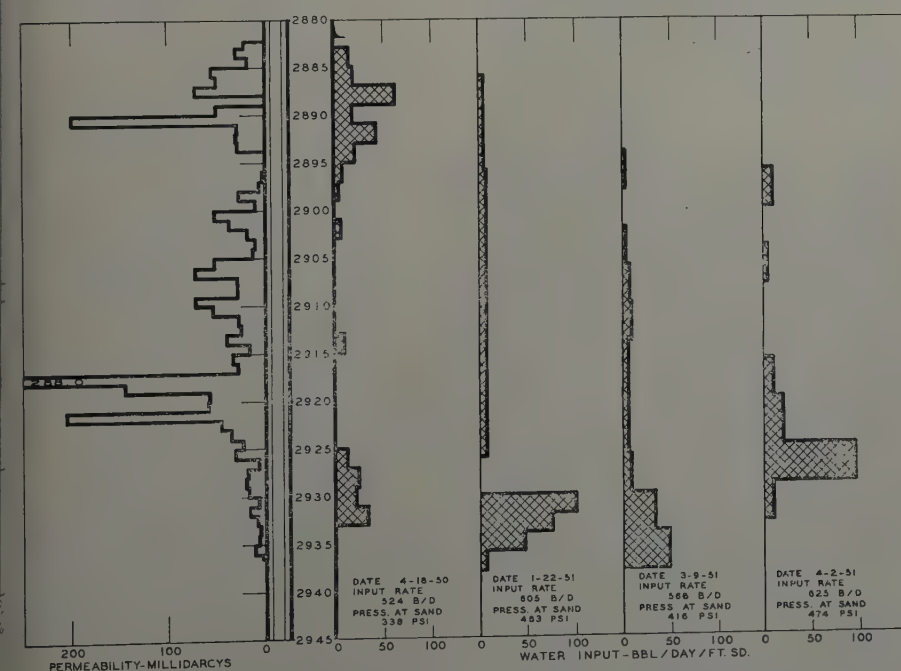 2880
2885
2890
2895
2900
2905
2910
2915
2920
2925
2930
2935
2940
2945
DATE 4-18-50
INPUT RATE
524 B/D
PRESS. AT SAND
338 PSI
DATE 1-22-51
INPUT RATE
605 B/D
PRESS. AT SAND
483 PSI
DATE 3-9-51
INPUT RATE
566 B/D
PRESS AT SAND
416 PSI
DATE 4-2-51
INPUT RATE
625 B/D
PRESS. AT SAND
474 PSI
200 100 0
0 50 100 0 50 100 0 50 100 0 50 100
PERMEABILITY-MILLIDARCYS
WATER INPUT-BBL/DAY/FT. SD.